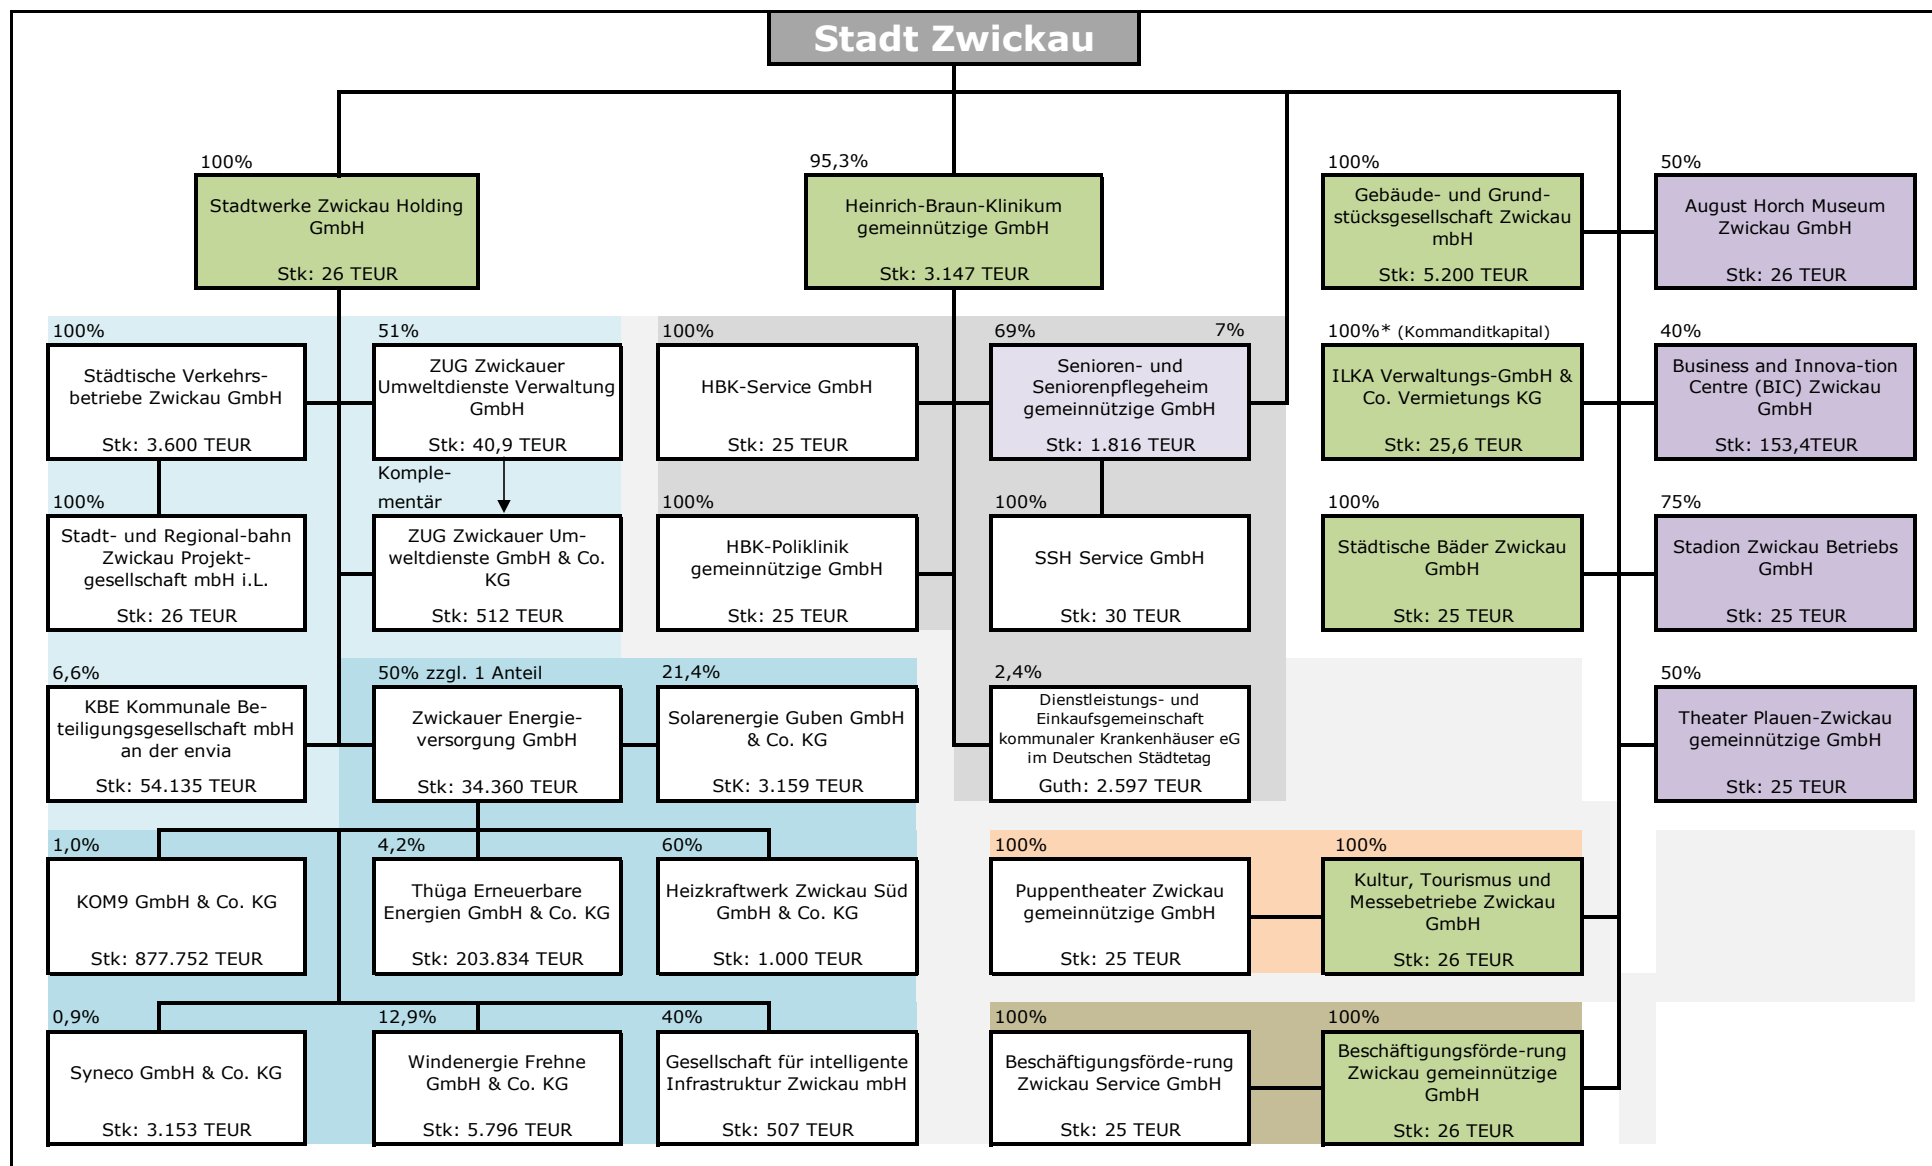 Stadt Zwickau
100%
Stadtwerke Zwickau Holding
GmbH
Stk: 26 TEUR
95,3%
Heinrich-Braun-Klinikum
gemeinnützige GmbH
Stk: 3.147 TEUR
100%
Gebäude- und Grund-
stücksgesellschaft Zwickau
mbH
Stk: 5.200 TEUR
50%
August Horch Museum
Zwickau GmbH
Stk: 26 TEUR
100%
Städtische Verkehrs-
betriebe Zwickau GmbH
Stk: 3.600 TEUR
51%
ZUG Zwickauer
Umweltdienste Verwaltung
GmbH
Stk: 40,9 TEUR
100%
HBK-Service GmbH
Stk: 25 TEUR
69% 7%
Senioren- und
Seniorenpflegeheim
gemeinnützige GmbH
Stk: 1.816 TEUR
100%* (Kommanditkapital)
ILKA Verwaltungs-GmbH &
Co. Vermietungs KG
Stk: 25,6 TEUR
40%
Business and Innova-tion
Centre (BIC) Zwickau
GmbH
Stk: 153,4TEUR
Komple-
mentär
100%
Stadt- und Regional-bahn
Zwickau Projekt-
gesellschaft mbH i.L.
Stk: 26 TEUR
ZUG Zwickauer Um-
weltdienste GmbH & Co.
KG
Stk: 512 TEUR
100%
HBK-Poliklinik
gemeinnützige GmbH
Stk: 25 TEUR
100%
SSH Service GmbH
Stk: 30 TEUR
100%
Städtische Bäder Zwickau
GmbH
Stk: 25 TEUR
75%
Stadion Zwickau Betriebs
GmbH
Stk: 25 TEUR
6,6%
KBE Kommunale Be-
teiligungsgesellschaft mbH
an der envia
Stk: 54.135 TEUR
50% zzgl. 1 Anteil
Zwickauer Energie-
versorgung GmbH
Stk: 34.360 TEUR
21,4%
Solarenergie Guben GmbH
& Co. KG
StK: 3.159 TEUR
2,4%
Dienstleistungs- und
Einkaufsgemeinschaft
kommunaler Krankenhäuser eG
im Deutschen Städtetag
Guth: 2.597 TEUR
50%
Theater Plauen-Zwickau
gemeinnützige GmbH
Stk: 25 TEUR
1,0%
KOM9 GmbH & Co. KG
Stk: 877.752 TEUR
4,2%
Thüga Erneuerbare
Energien GmbH & Co. KG
Stk: 203.834 TEUR
60%
Heizkraftwerk Zwickau Süd
GmbH & Co. KG
Stk: 1.000 TEUR
100%
Puppentheater Zwickau
gemeinnützige GmbH
Stk: 25 TEUR
100%
Kultur, Tourismus und
Messebetriebe Zwickau
GmbH
Stk: 26 TEUR
0,9%
Syneco GmbH & Co. KG
Stk: 3.153 TEUR
12,9%
Windenergie Frehne
GmbH & Co. KG
Stk: 5.796 TEUR
40%
Gesellschaft für intelligente
Infrastruktur Zwickau mbH
Stk: 507 TEUR
100%
Beschäftigungsförde-rung
Zwickau Service GmbH
Stk: 25 TEUR
100%
Beschäftigungsförde-rung
Zwickau gemeinnützige
GmbH
Stk: 26 TEUR